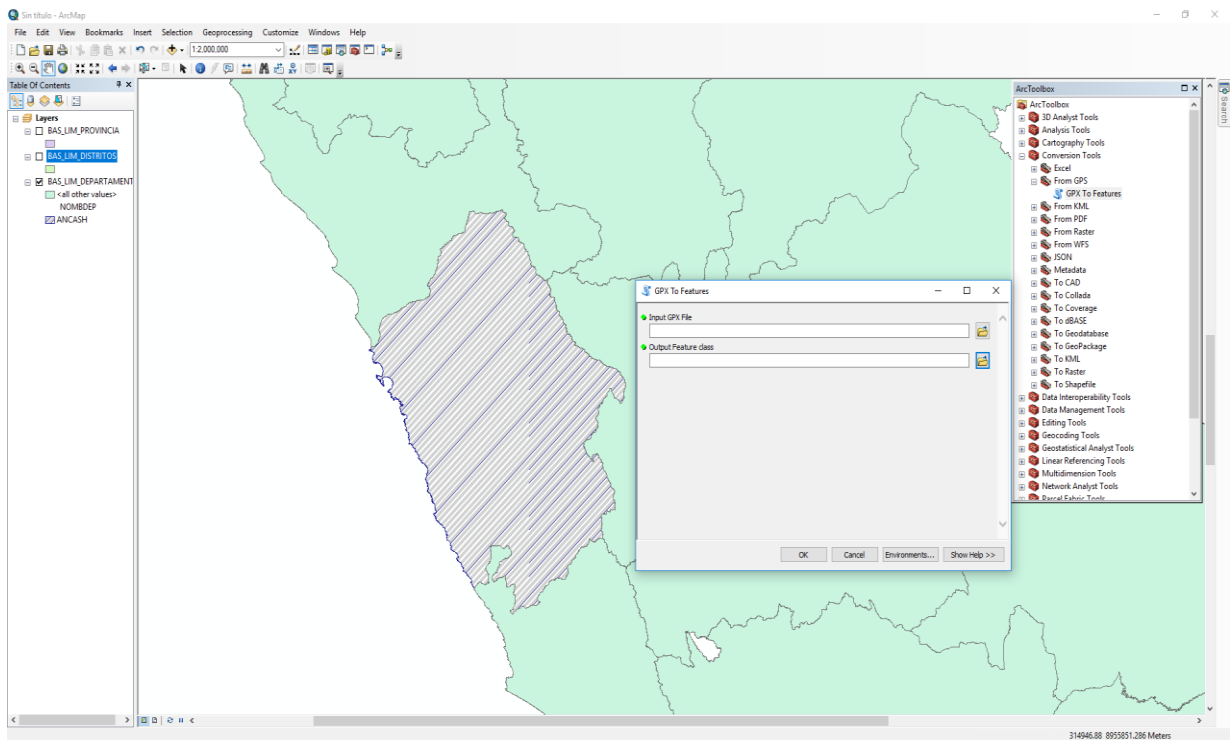 Sin título - ArcMap
File Edit View Bookmarks Insert Selection Geoprocessing Customize Windows Help
1:2.000.000
Table Of Contents
Layers
BAS_LIM_PROVINCIA
BAS_LIM_DISTRITOS
BAS_LIM_DEPARTAMENT
<all other values>
NOMBDEP
ANCASH
GPX To Features
Input GPX File
Output Feature class
OK Cancel Environments... Show Help >>
ArcToolbox
ArcToolbox
3D Analyst Tools
Analysis Tools
Cartography Tools
Conversion Tools
Excel
From GPS
GPX To Features
From KML
From PDF
From Raster
From WFS
JSON
Metadata
To CAD
To Collada
To Coverage
To dBASE
To Geodatabase
To GeoPackage
To KML
To Raster
To Shapefile
Data Interoperability Tools
Data Management Tools
Editing Tools
Geocoding Tools
Geostatistical Analyst Tools
Linear Referencing Tools
Multidimension Tools
Network Analyst Tools
Parcel Fabric Tools
Search
314946.88 8955851.286 Meters